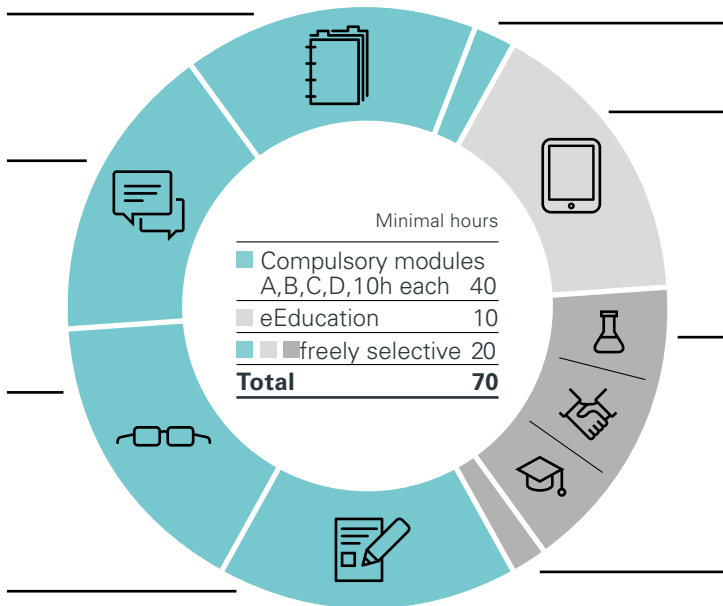 Minimal hours
Compulsory modules
A,B,C,D,10h each 40
eEducation 10
freely selective 20
Total 70